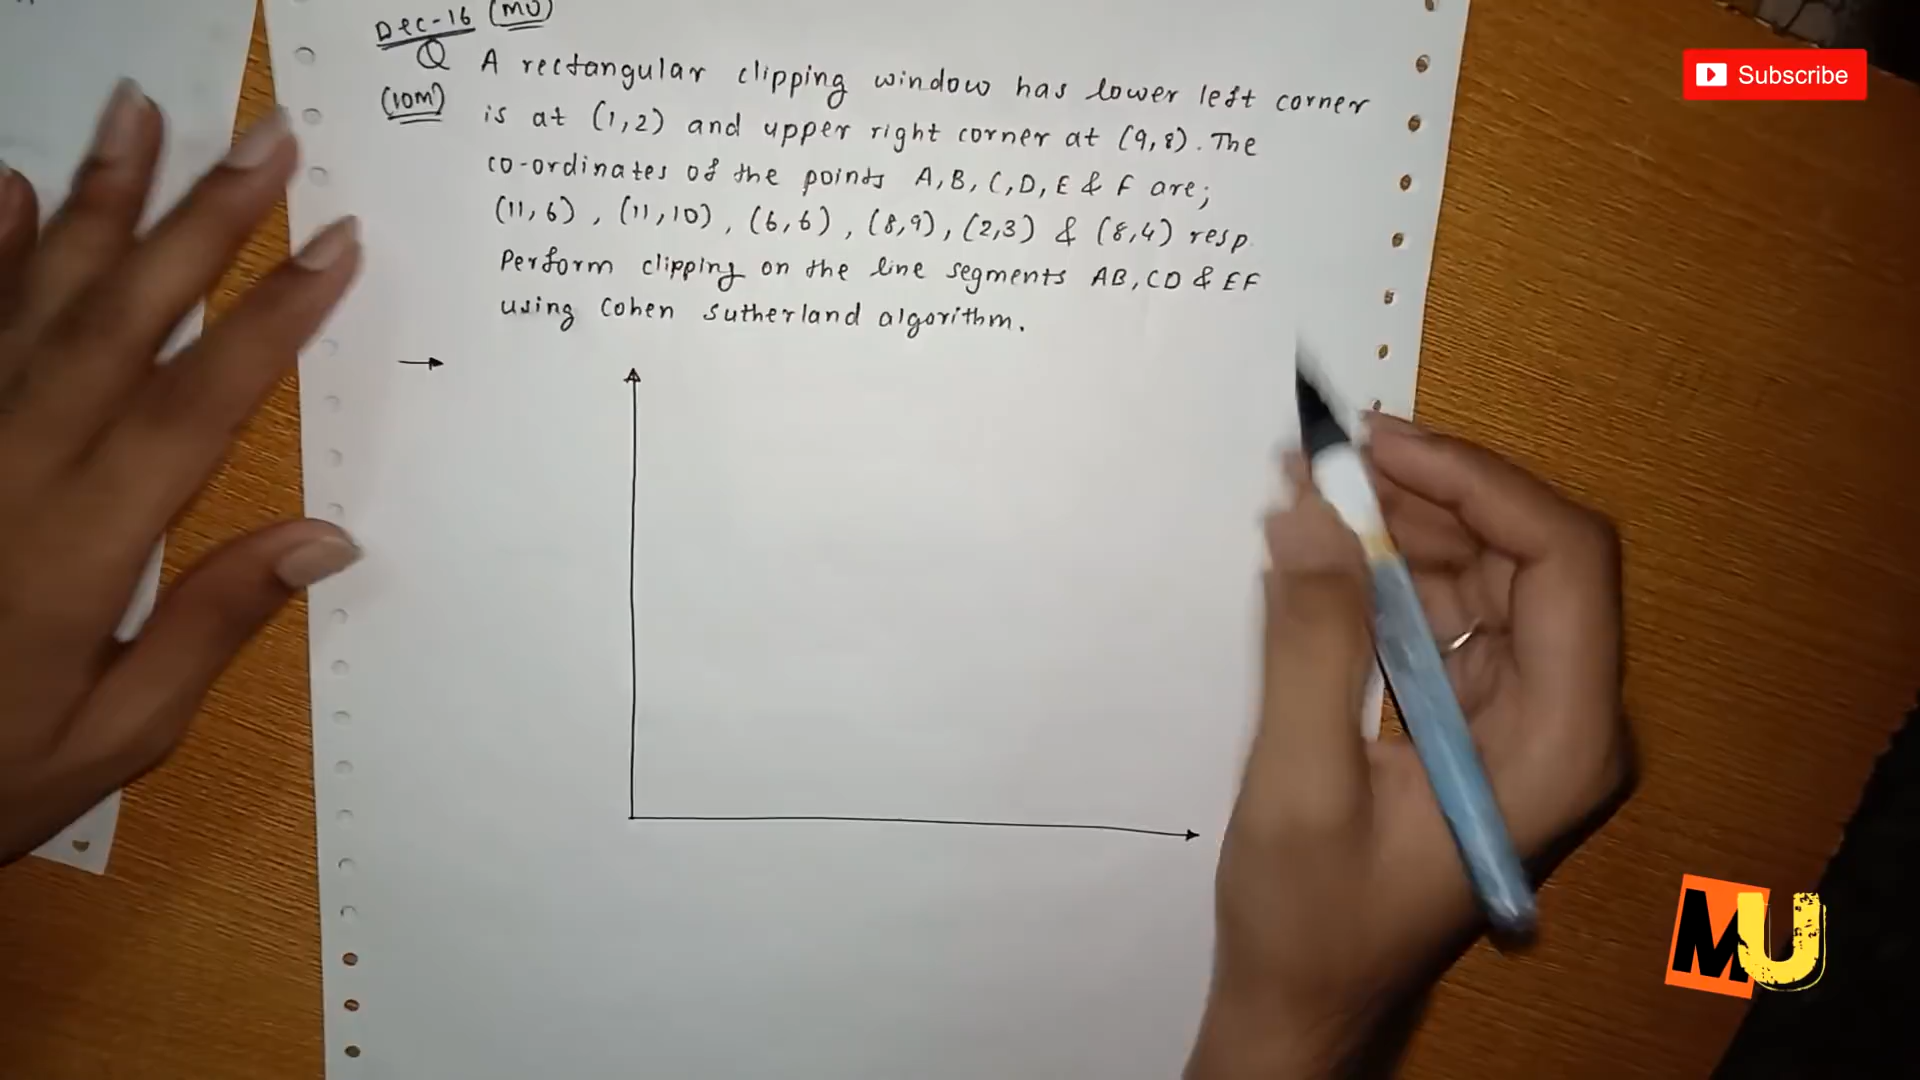 Dec-16 (MU)
Q A rectangular clipping window has lower left corner
(10M) is at (1,2) and upper right corner at (9,8). The
co-ordinates of the points A, B, C, D, E & F are;
(11,6), (11,10), (6,6), (8,9), (2,3) & (8,4) resp.
Perform clipping on the line segments AB, CD & EF
using Cohen Sutherland algorithm.
Subscribe
MU